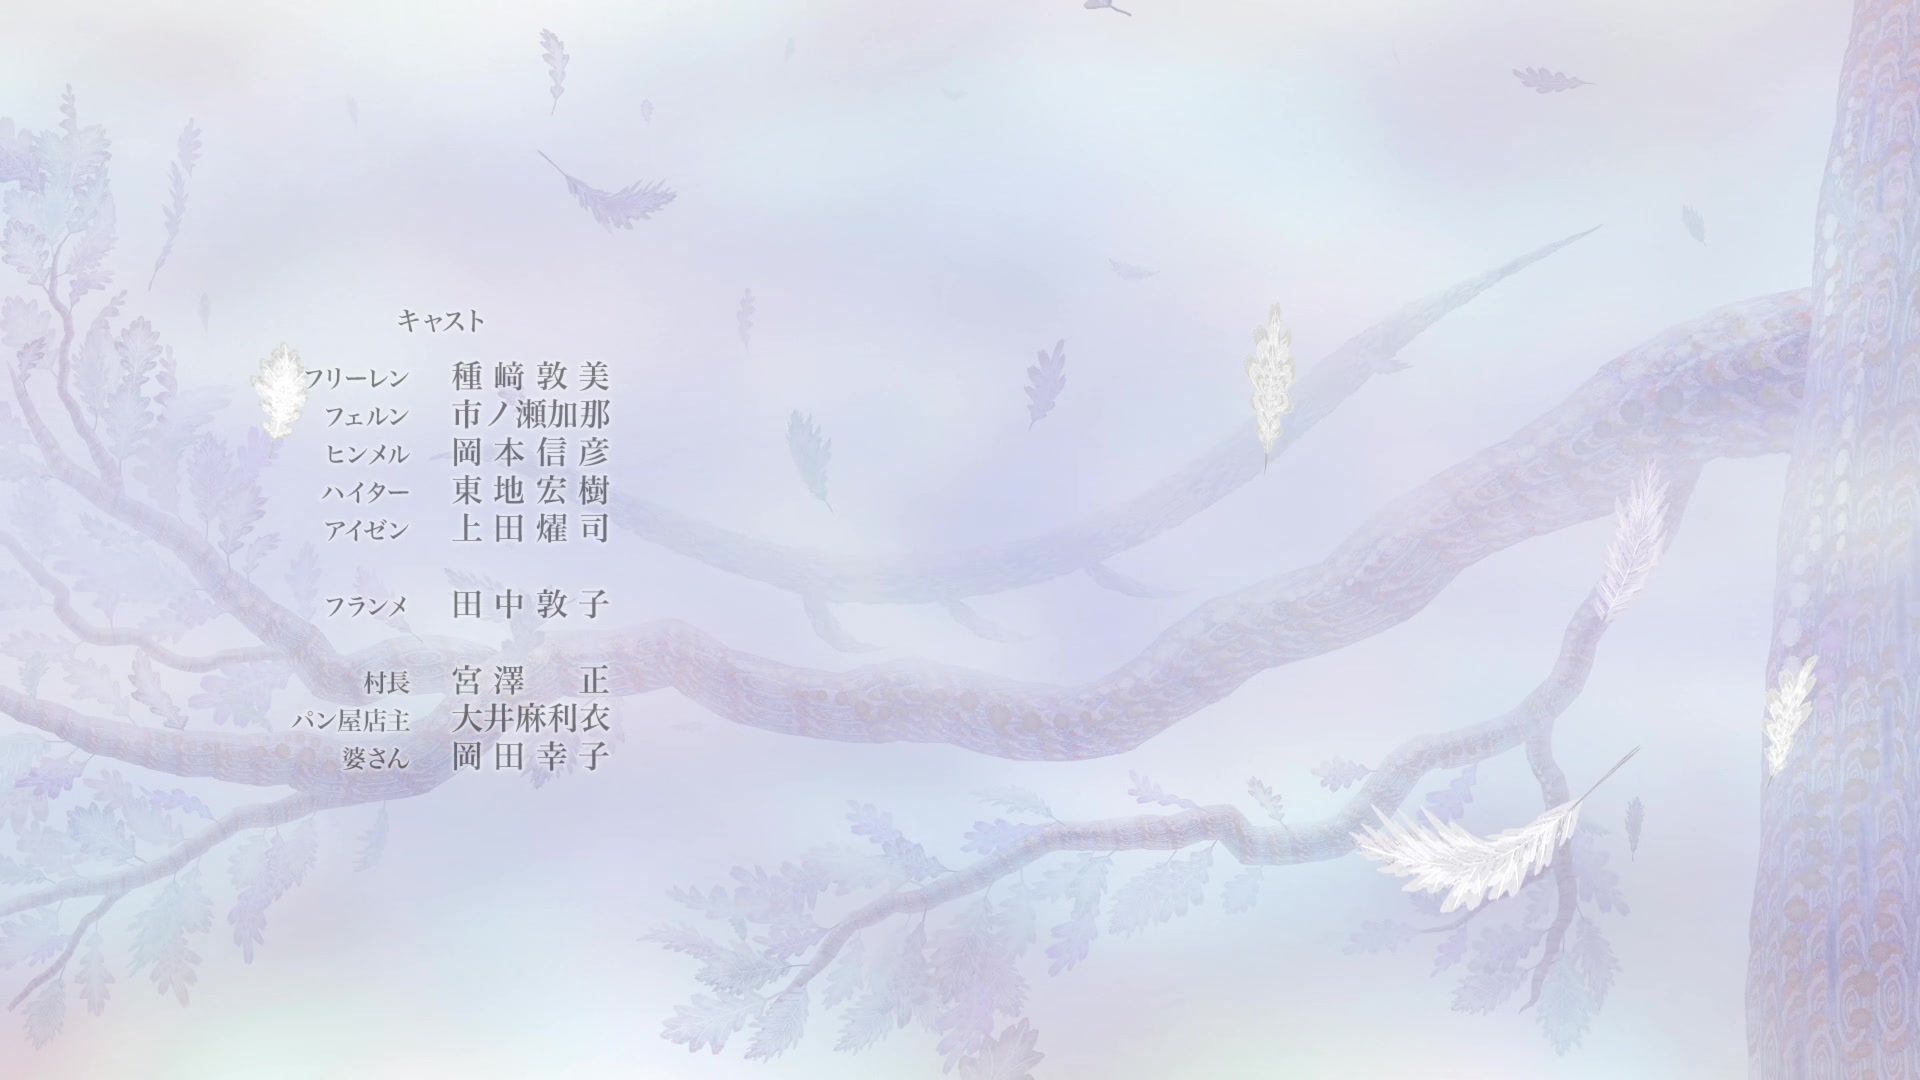 キャスト
フリーレン 種﨑敦美
フェルン 市ノ瀬加那
ヒンメル 岡本信彦
ハイター 東地宏樹
アイゼン 上田燿司
フランメ 田中敦子
村長 宮澤 正
パン屋店主 大井麻利衣
婆さん 岡田幸子